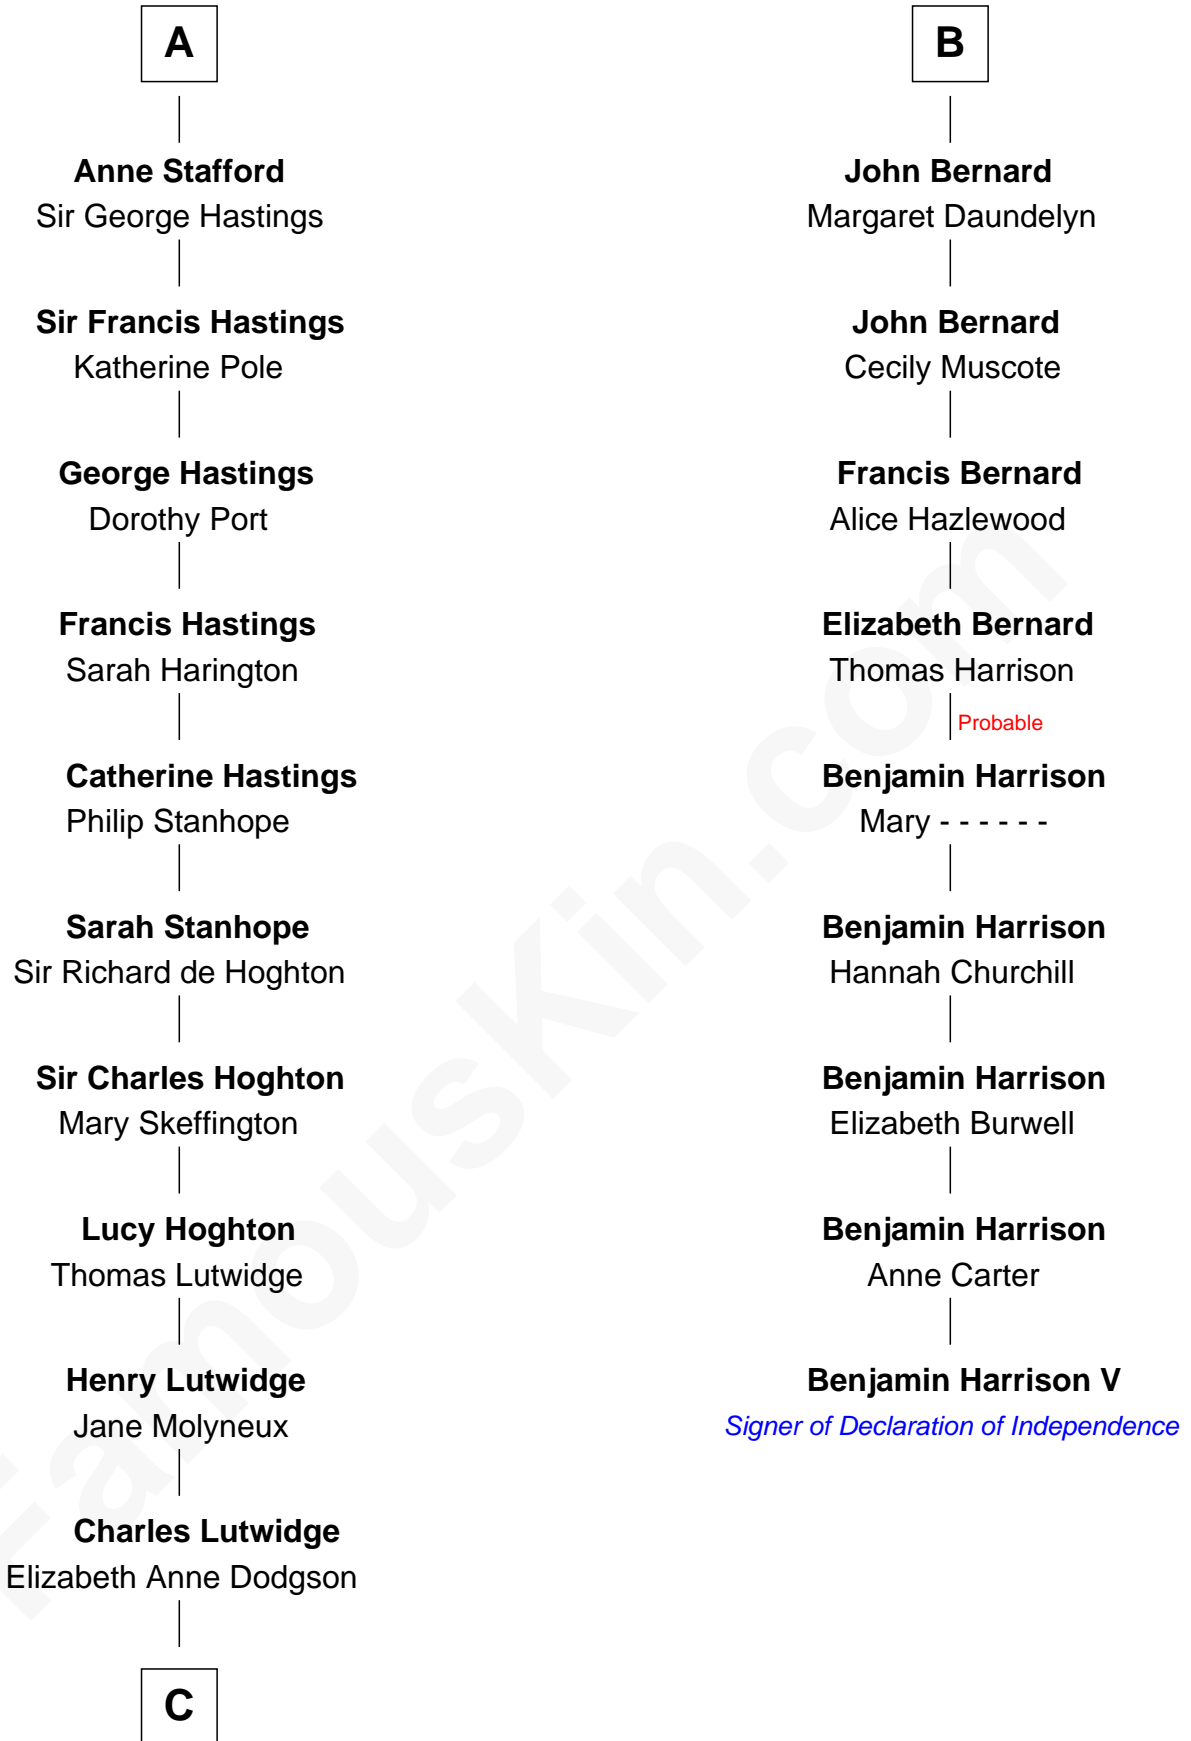 A
Anne Stafford
Sir George Hastings
Sir Francis Hastings
Katherine Pole
George Hastings
Dorothy Port
Francis Hastings
Sarah Harington
Catherine Hastings
Philip Stanhope
Sarah Stanhope
Sir Richard de Hoghton
Sir Charles Hoghton
Mary Skeffington
Lucy Hoghton
Thomas Lutwidge
Henry Lutwidge
Jane Molyneux
Charles Lutwidge
Elizabeth Anne Dodgson
C
B
John Bernard
Margaret Daundelyn
John Bernard
Cecily Muscote
Francis Bernard
Alice Hazlewood
Elizabeth Bernard
Thomas Harrison
Probable
Benjamin Harrison
Mary - - - - - -
Benjamin Harrison
Hannah Churchill
Benjamin Harrison
Elizabeth Burwell
Benjamin Harrison
Anne Carter
Benjamin Harrison V
Signer of Declaration of Independence
FamousKin.com